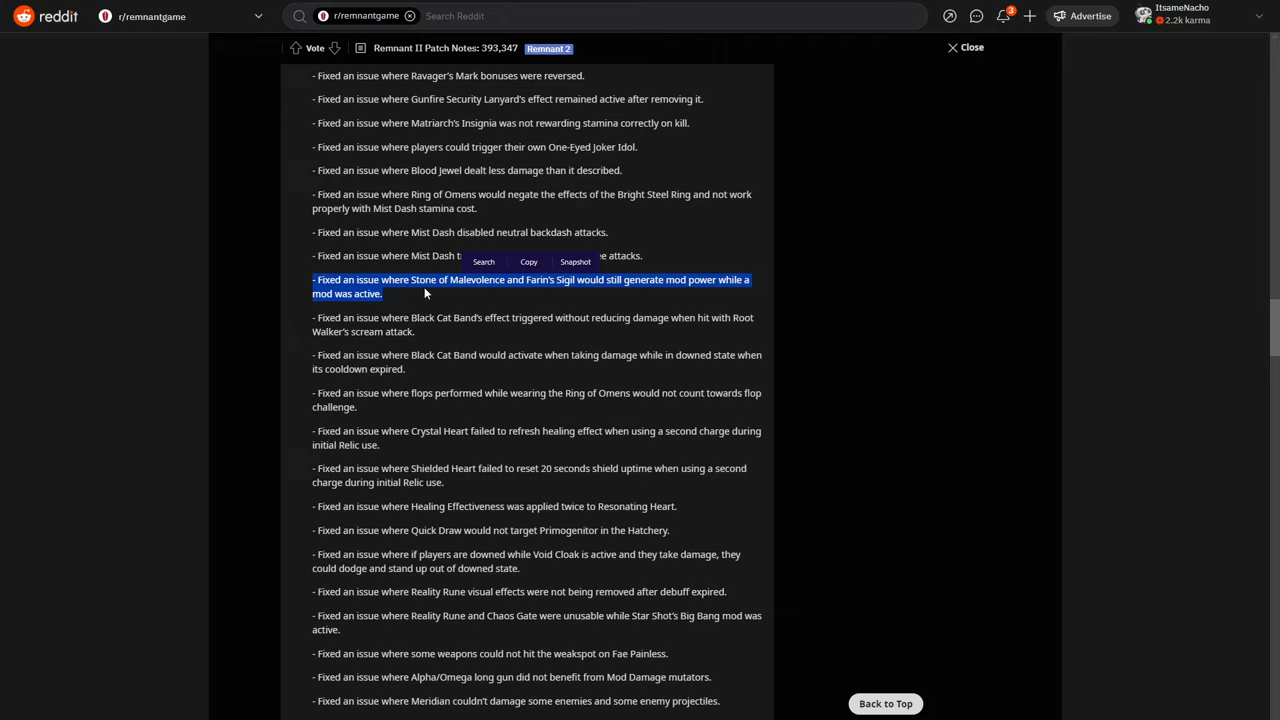 reddit
r/remnantgame
r/remnantgame
Search Reddit
3
Advertise
ItsameNacho
2.2k karma
Vote
Remnant II Patch Notes: 393,347
Remnant 2
Close
- Fixed an issue where Ravager's Mark bonuses were reversed.
- Fixed an issue where Gunfire Security Lanyard's effect remained active after removing it.
- Fixed an issue where Matriarch's Insignia was not rewarding stamina correctly on kill.
- Fixed an issue where players could trigger their own One-Eyed Joker Idol.
- Fixed an issue where Blood Jewel dealt less damage than it described.
- Fixed an issue where Ring of Omens would negate the effects of the Bright Steel Ring and not work
properly with Mist Dash stamina cost.
- Fixed an issue where Mist Dash disabled neutral backdash attacks.
- Fixed an issue where Mist Dash attacks.
Search
Copy
Snapshot
- Fixed an issue where Stone of Malevolence and Farin's Sigil would still generate mod power while a
mod was active.
- Fixed an issue where Black Cat Band's effect triggered without reducing damage when hit with Root
Walker's scream attack.
- Fixed an issue where Black Cat Band would activate when taking damage while in downed state when
its cooldown expired.
- Fixed an issue where flops performed while wearing the Ring of Omens would not count towards flop
challenge.
- Fixed an issue where Crystal Heart failed to refresh healing effect when using a second charge during
initial Relic use.
- Fixed an issue where Shielded Heart failed to reset 20 seconds shield uptime when using a second
charge during initial Relic use.
- Fixed an issue where Healing Effectiveness was applied twice to Resonating Heart.
- Fixed an issue where Quick Draw would not target Primogenitor in the Hatchery.
- Fixed an issue where if players are downed while Void Cloak is active and they take damage, they
could dodge and stand up out of downed state.
- Fixed an issue where Reality Rune visual effects were not being removed after debuff expired.
- Fixed an issue where Reality Rune and Chaos Gate were unusable while Star Shot's Big Bang mod was
active.
- Fixed an issue where some weapons could not hit the weakspot on Fae Painless.
- Fixed an issue where Alpha/Omega long gun did not benefit from Mod Damage mutators.
- Fixed an issue where Meridian couldn't damage some enemies and some enemy projectiles.
Back to Top